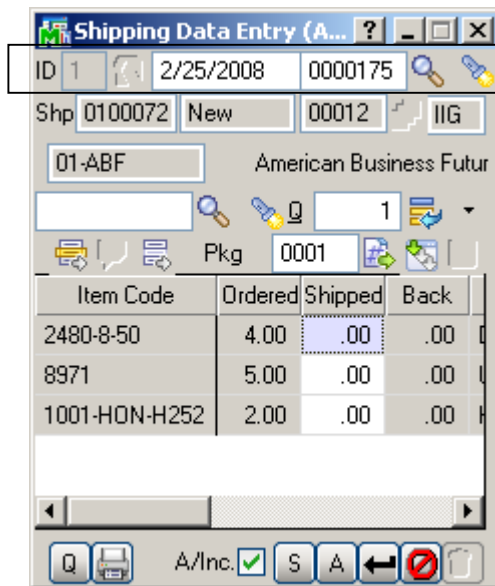 Shipping Data Entry (A... ?
ID 1 2/25/2008 0000175
Shp 0100072 New 00012 IIG
01-ABF American Business Futur
Q 1
Pkg 0001 #
Item Code Ordered Shipped Back
2480-8-50 4.00 .00 .00
8971 5.00 .00 .00
1001-HON-H252 2.00 .00 .00
Q A/Inc. S A